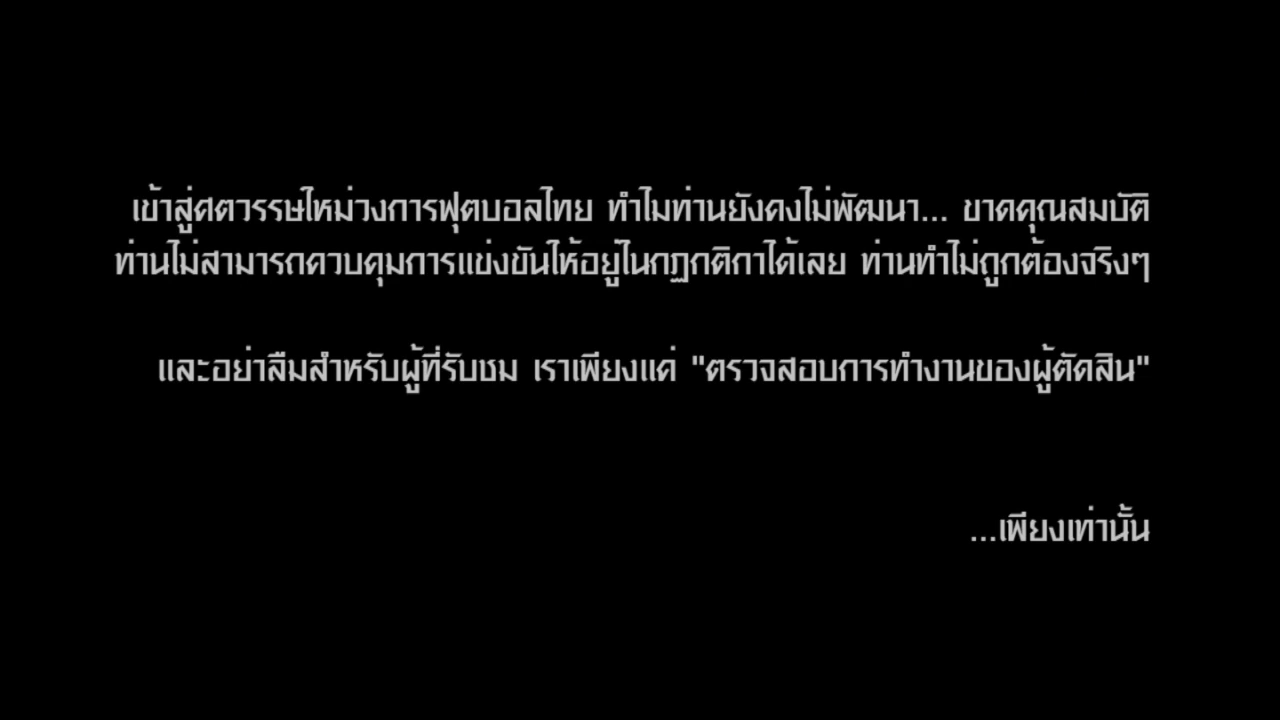 เข้าสู่ศตวรรษใหม่วงการฟุตบอลไทย ทำไมท่านยังคงไม่พัฒนา... ขาดคุณสมบัติ
ท่านไม่สามารถควบคุมการแข่งขันให้อยู่ในกฏกติกาได้เลย ท่านทำไม่ถูกต้องจริงๆ
และอย่าลืมสำหรับผู้ที่รับชม เราเพียงแค่ "ตรวจสอบการทำงานของผู้ตัดสิน"
...เพียงเท่านั้น